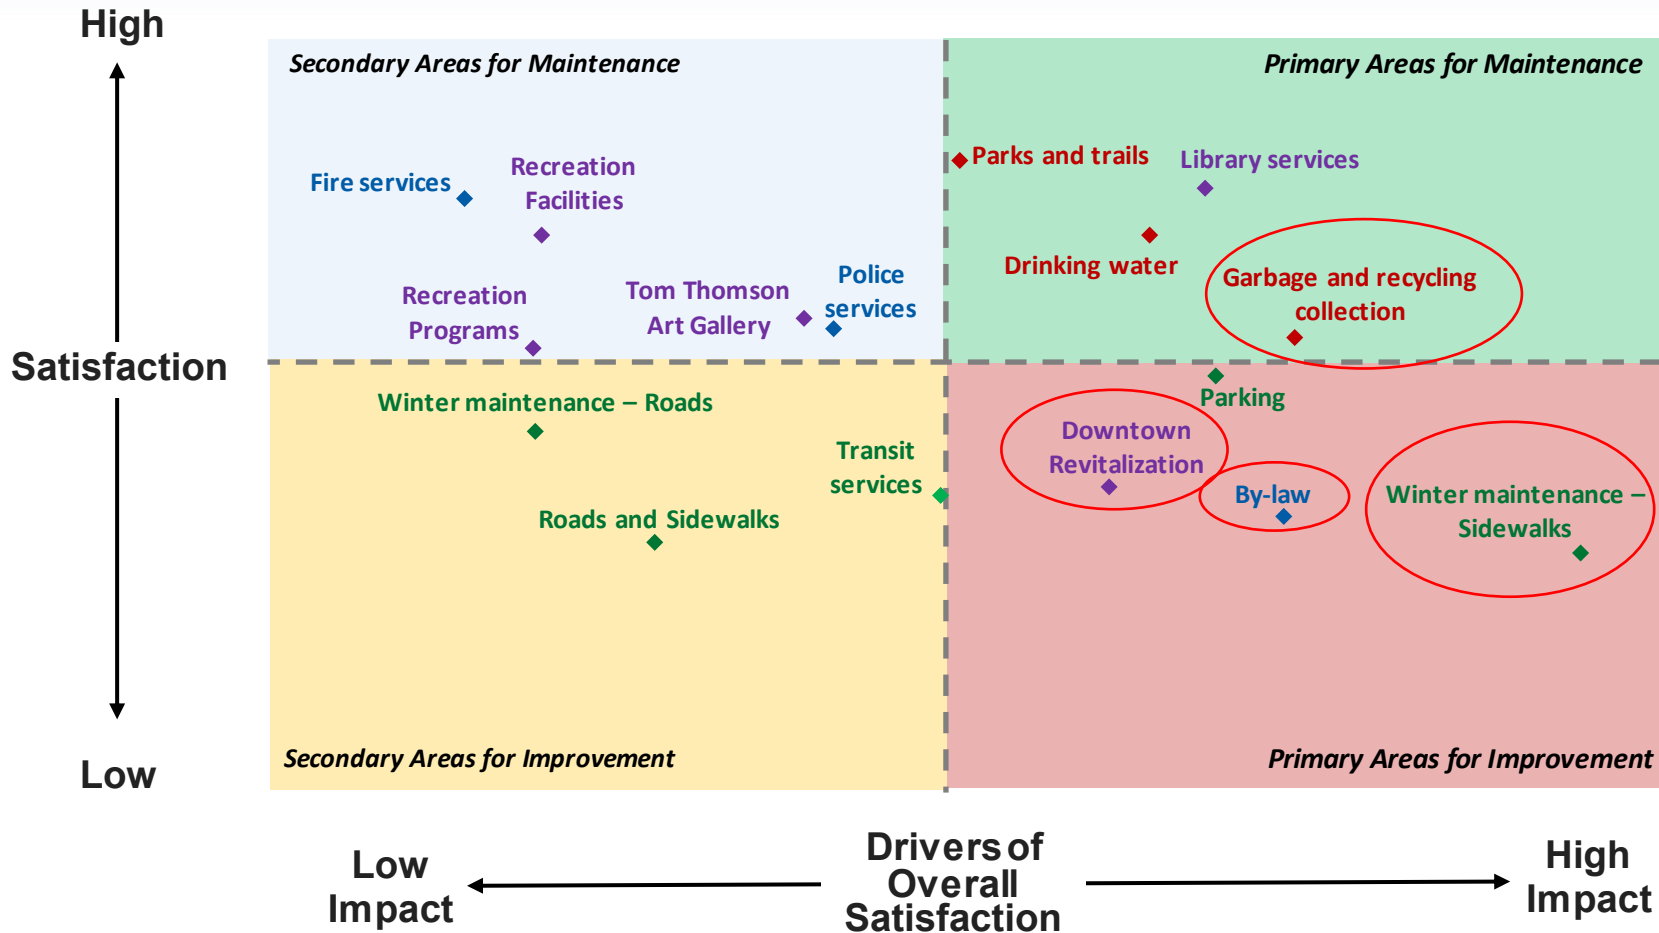 High
Secondary Areas for Maintenance
Primary Areas for Maintenance
Parks and trails
Library services
Recreation
Facilities
Fire services
Drinking water
Police
services
Garbage and recycling
collection
Tom Thomson
Art Gallery
Recreation
Programs
Satisfaction
Winter maintenance – Roads
Parking
Downtown
Revitalization
Transit
services
By-law
Winter maintenance –
Sidewalks
Roads and Sidewalks
Secondary Areas for Improvement
Primary Areas for Improvement
Low
Low
Impact
Drivers of
Overall
Satisfaction
High
Impact